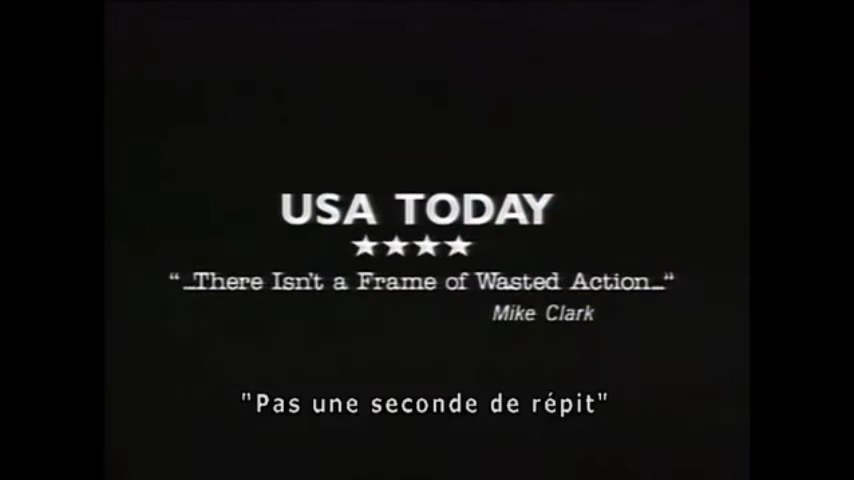 USA TODAY
★★★★
"...There Isn't a Frame of Wasted Action..."
Mike Clark
"Pas une seconde de répit"